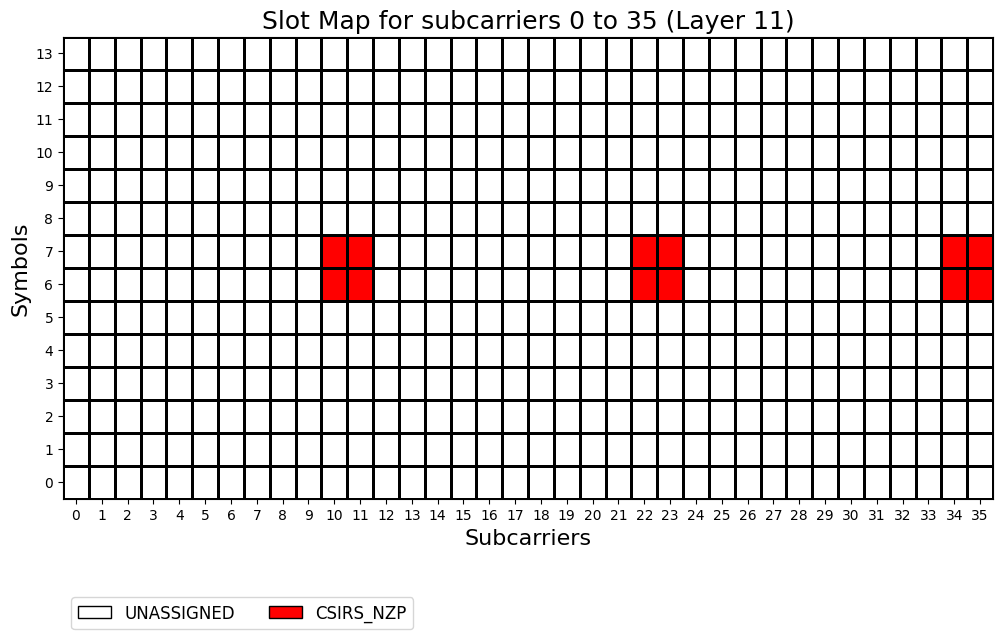 Slot Map for subcarriers 0 to 35 (Layer 11)
13
12
11
10
9
8
7
6
5
4
3
2
1
0
Symbols
0 1 2 3 4 5 6 7 8 9 10 11 12 13 14 15 16 17 18 19 20 21 22 23 24 25 26 27 28 29 30 31 32 33 34 35
Subcarriers
UNASSIGNED CSIRS_NZP